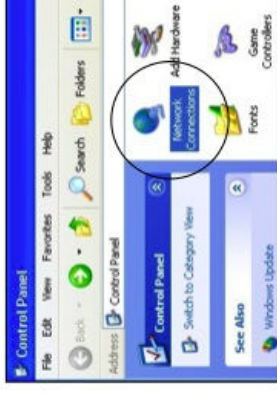 Control Panel
File Edit View Favorites Tools Help
Back Search Folders
Address Control Panel
Control Panel
Switch to Category View
See Also
Windows Update
Add Hardware
Network
Connections
Game
Controllers
Fonts